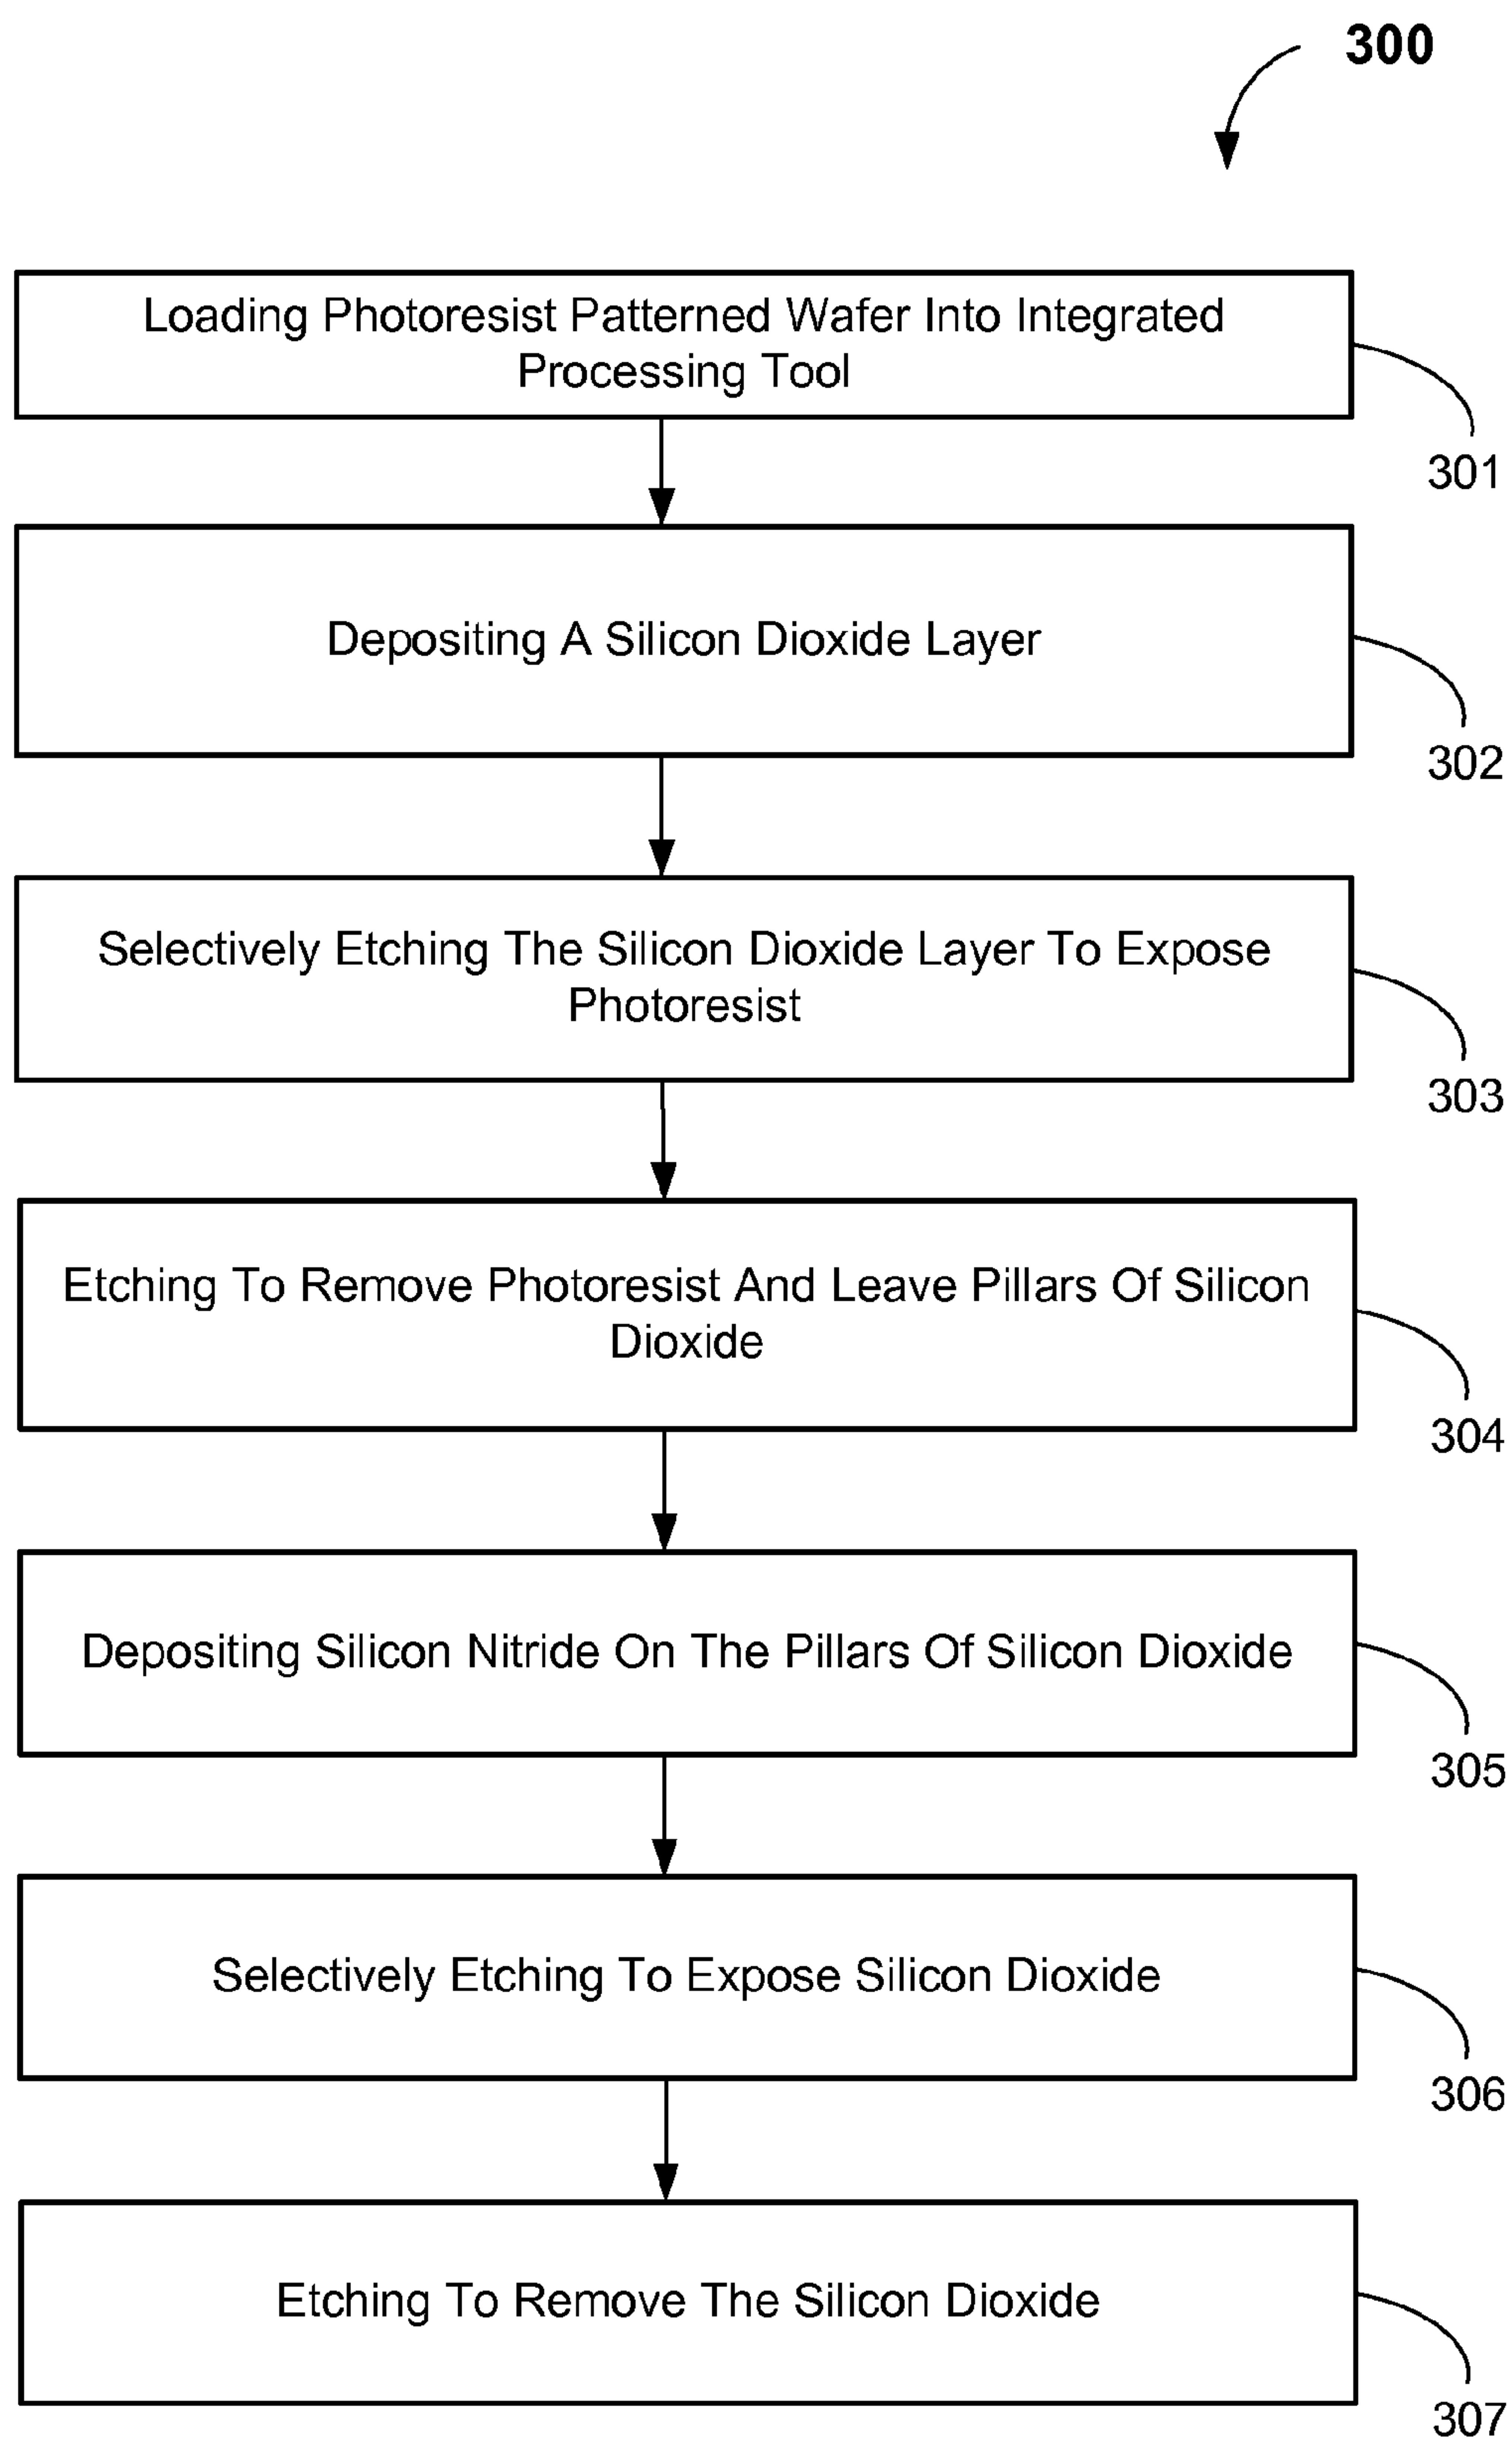 300
Loading Photoresist Patterned Wafer Into Integrated
Processing Tool
301
Depositing A Silicon Dioxide Layer
302
Selectively Etching The Silicon Dioxide Layer To Expose
Photoresist
303
Etching To Remove Photoresist And Leave Pillars Of Silicon
Dioxide
304
Depositing Silicon Nitride On The Pillars Of Silicon Dioxide
305
Selectively Etching To Expose Silicon Dioxide
306
Etching To Remove The Silicon Dioxide
307